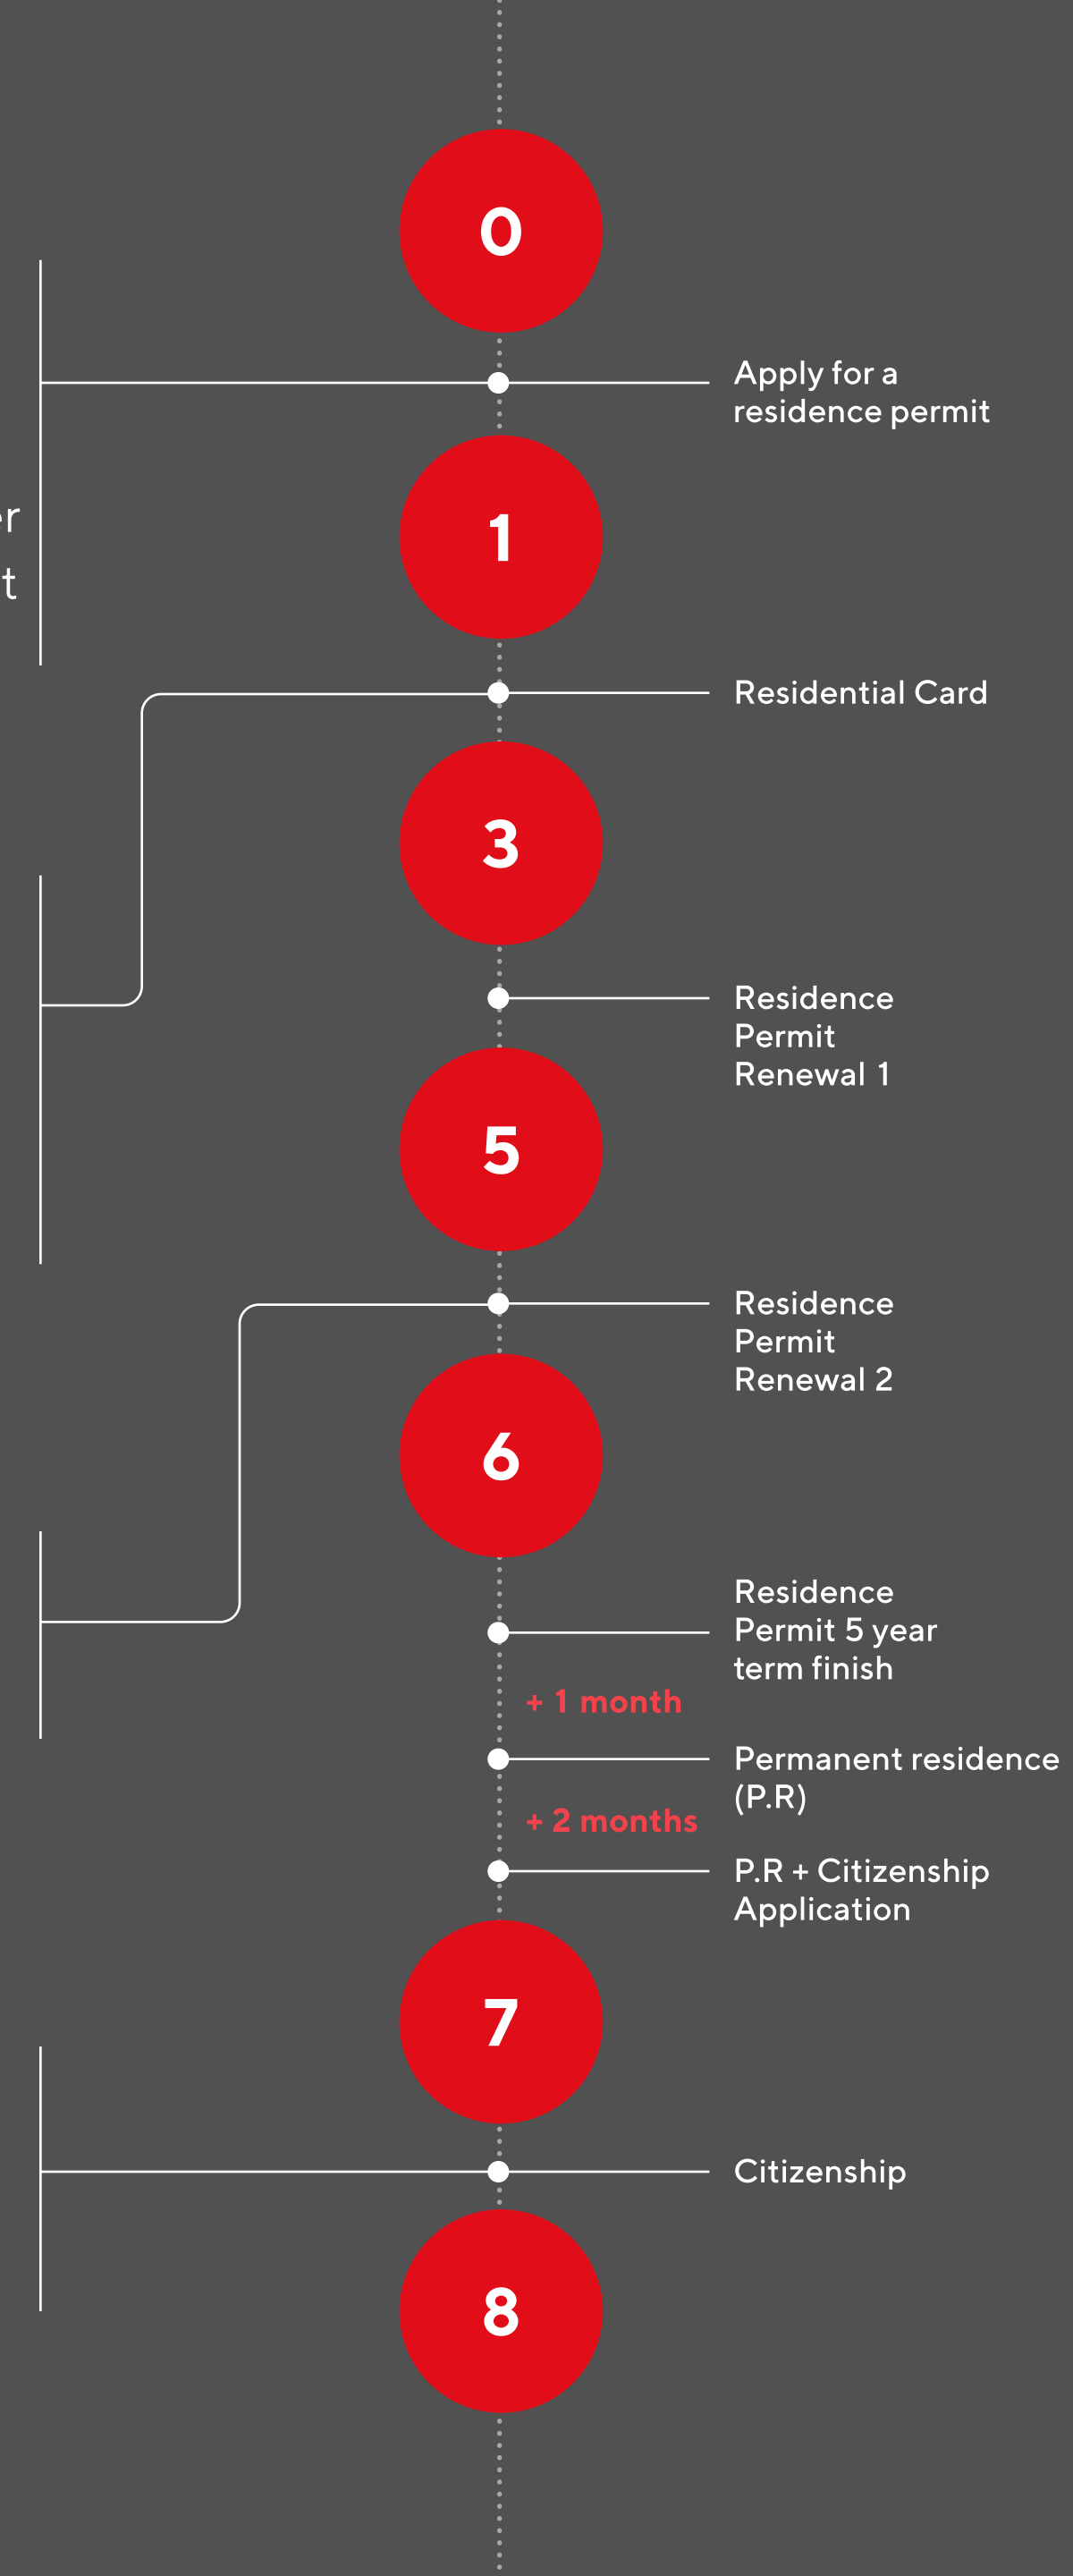 0
Apply for a
residence permit
1
Residential Card
3
Residence
Permit
Renewal 1
5
Residence
Permit
Renewal 2
6
Residence
Permit 5 year
term finish
+ 1 month
Permanent residence
(P.R)
+ 2 months
P.R + Citizenship
Application
7
Citizenship
8